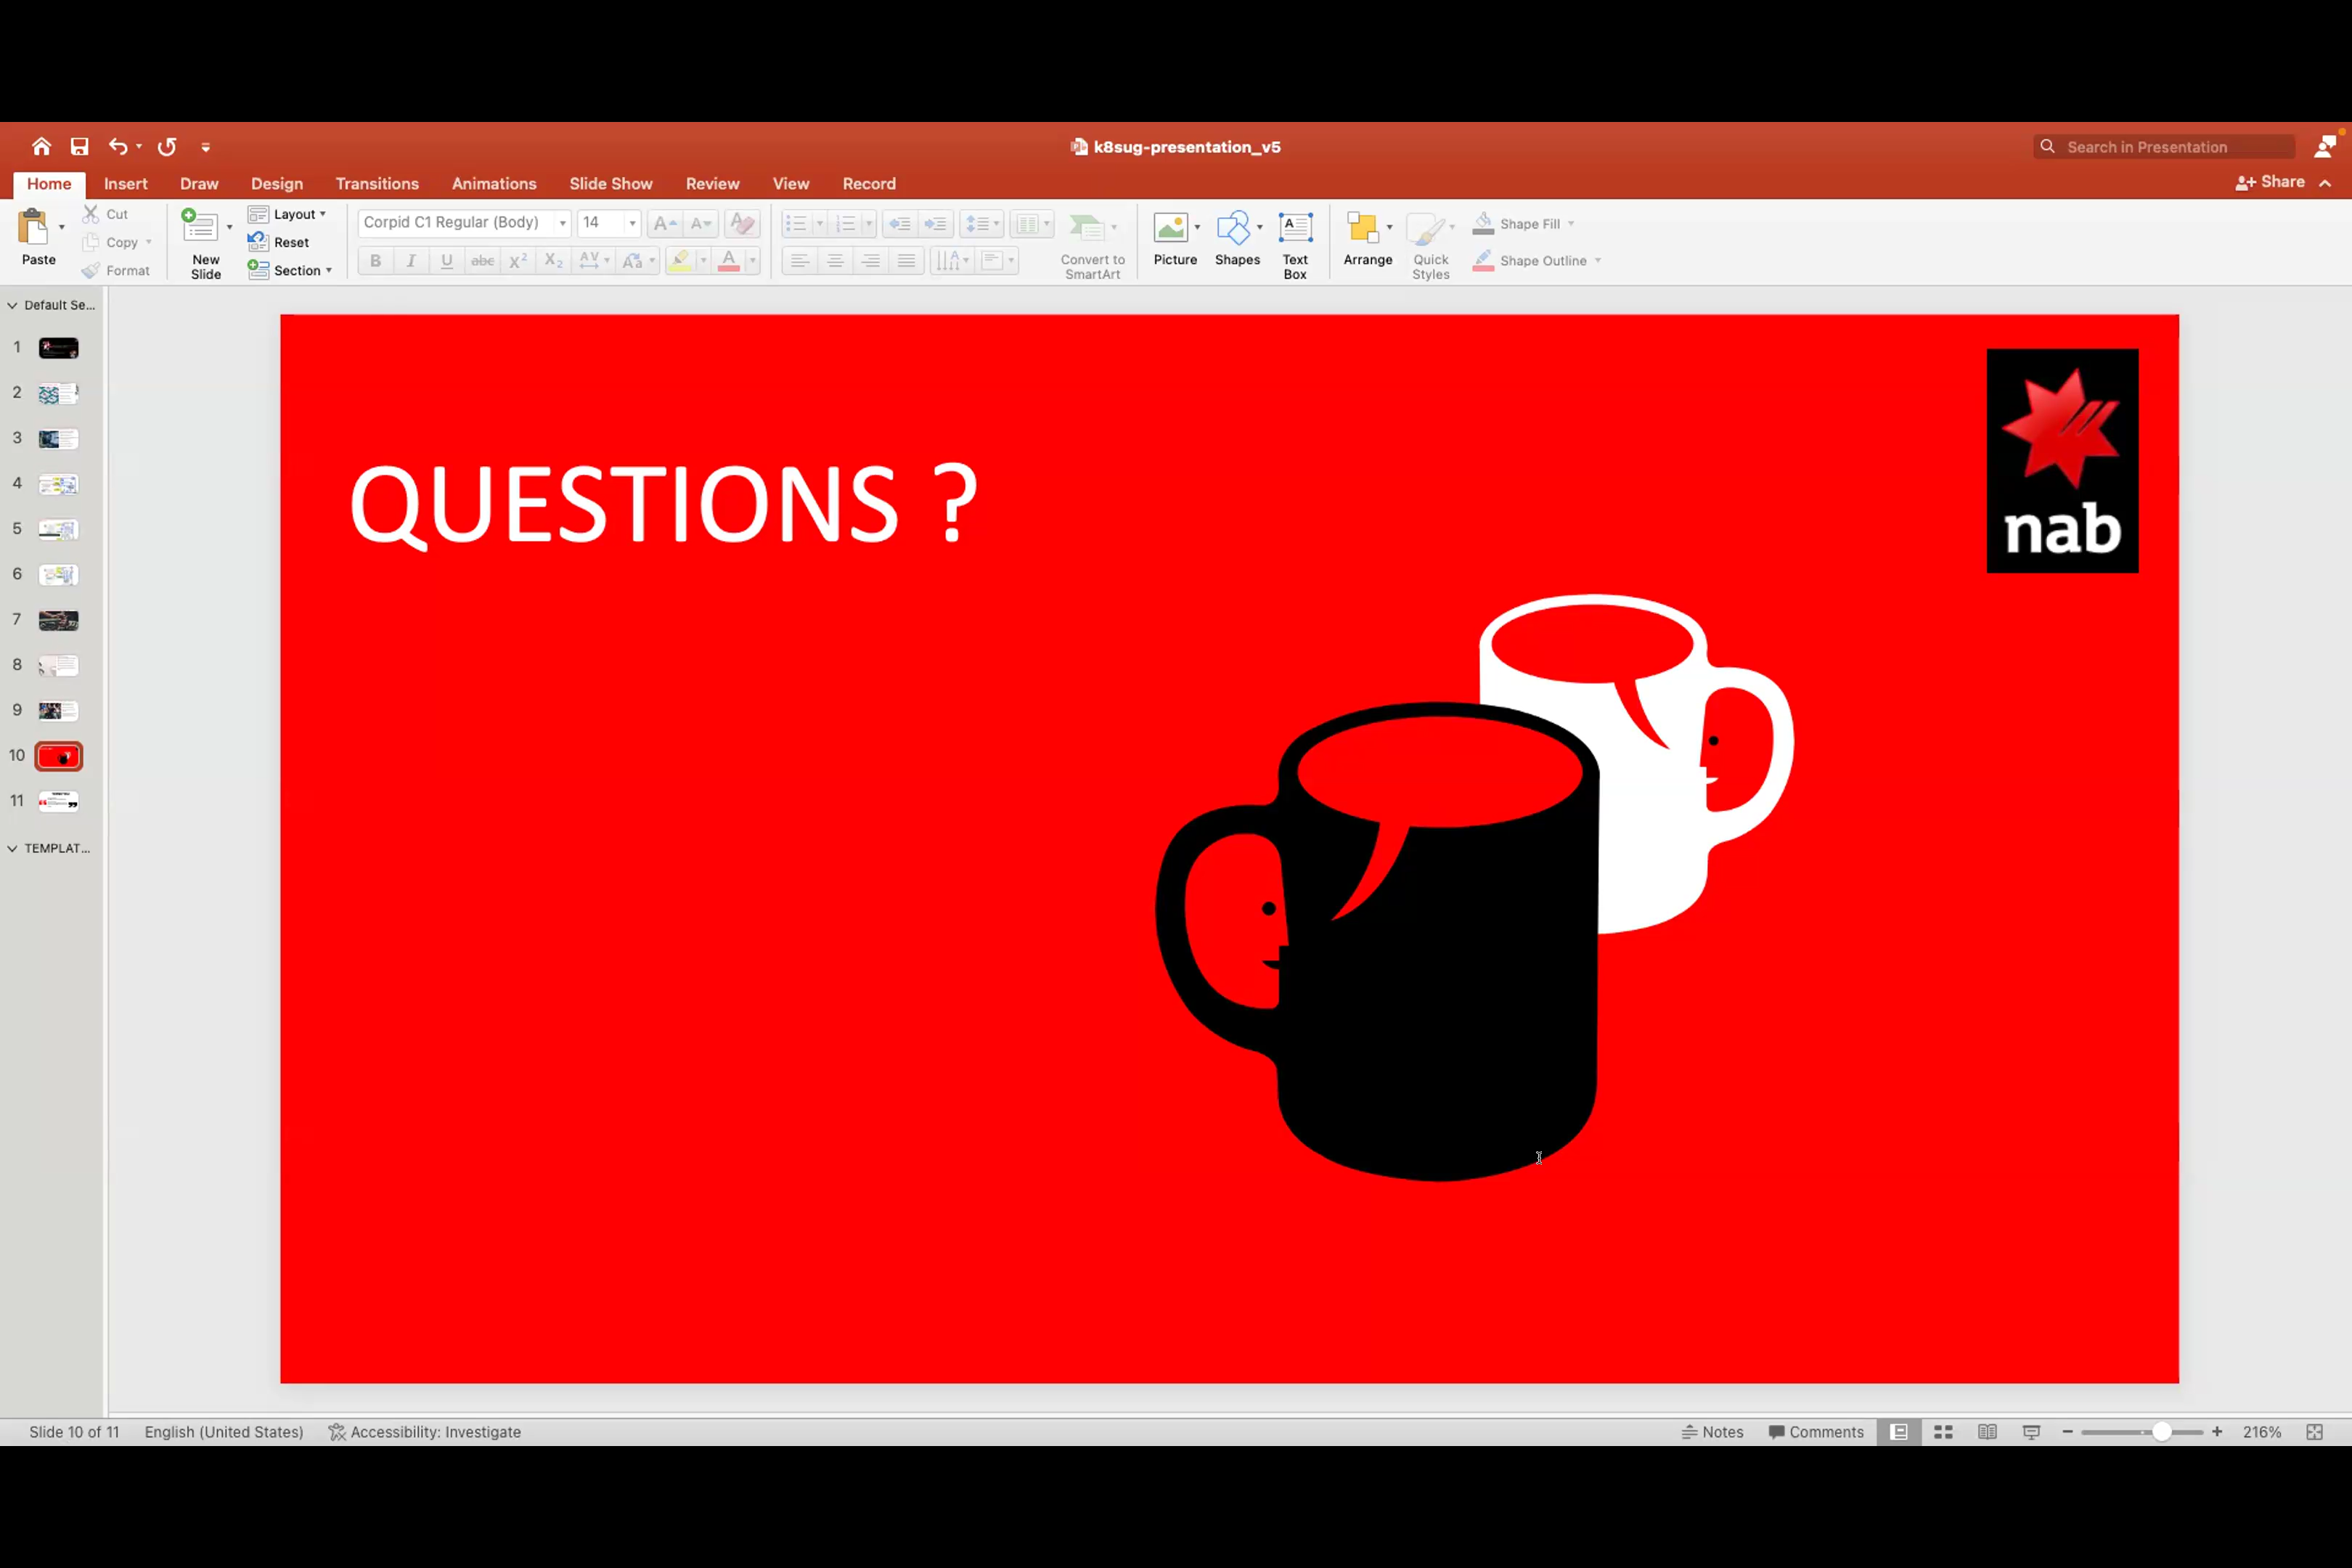 k8sug-presentation_v5
Search in Presentation
Home Insert Draw Design Transitions Animations Slide Show Review View Record
Share
Paste
Cut
Copy
Format
New Slide
Layout
Reset
Section
Corpid C1 Regular (Body) 14
Convert to SmartArt
Picture
Shapes
Text Box
Arrange
Quick Styles
Shape Fill
Shape Outline
Default Se...
1
2
3
4
5
6
7
8
9
10
11
TEMPLAT...
QUESTIONS ?
nab
Slide 10 of 11 English (United States) Accessibility: Investigate
Notes Comments 216%